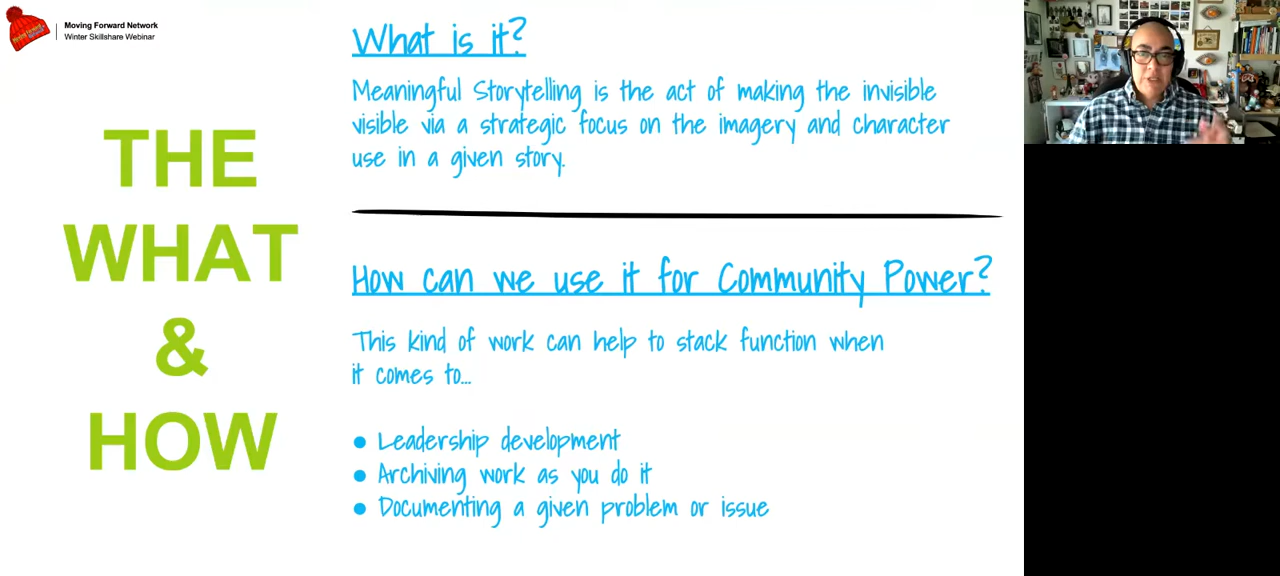 Moving Forward Network
Winter Skillshare Webinar
THE
WHAT
&
HOW
What is it?
Meaningful Storytelling is the act of making the invisible
visible via a strategic focus on the imagery and character
use in a given story.
How can we use it for Community Power?
This kind of work can help to stack function when
it comes to...
● Leadership development
● Archiving work as you do it
● Documenting a given problem or issue